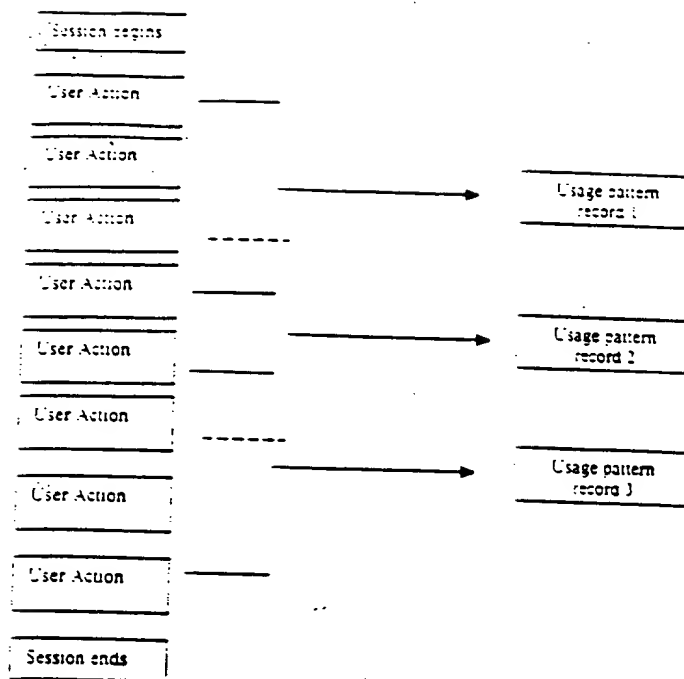 Session begins
User Action
User Action
User Action
User Action
User Action
User Action
User Action
User Action
Session ends
Usage pattern
record 1
Usage pattern
record 2
Usage pattern
record 3